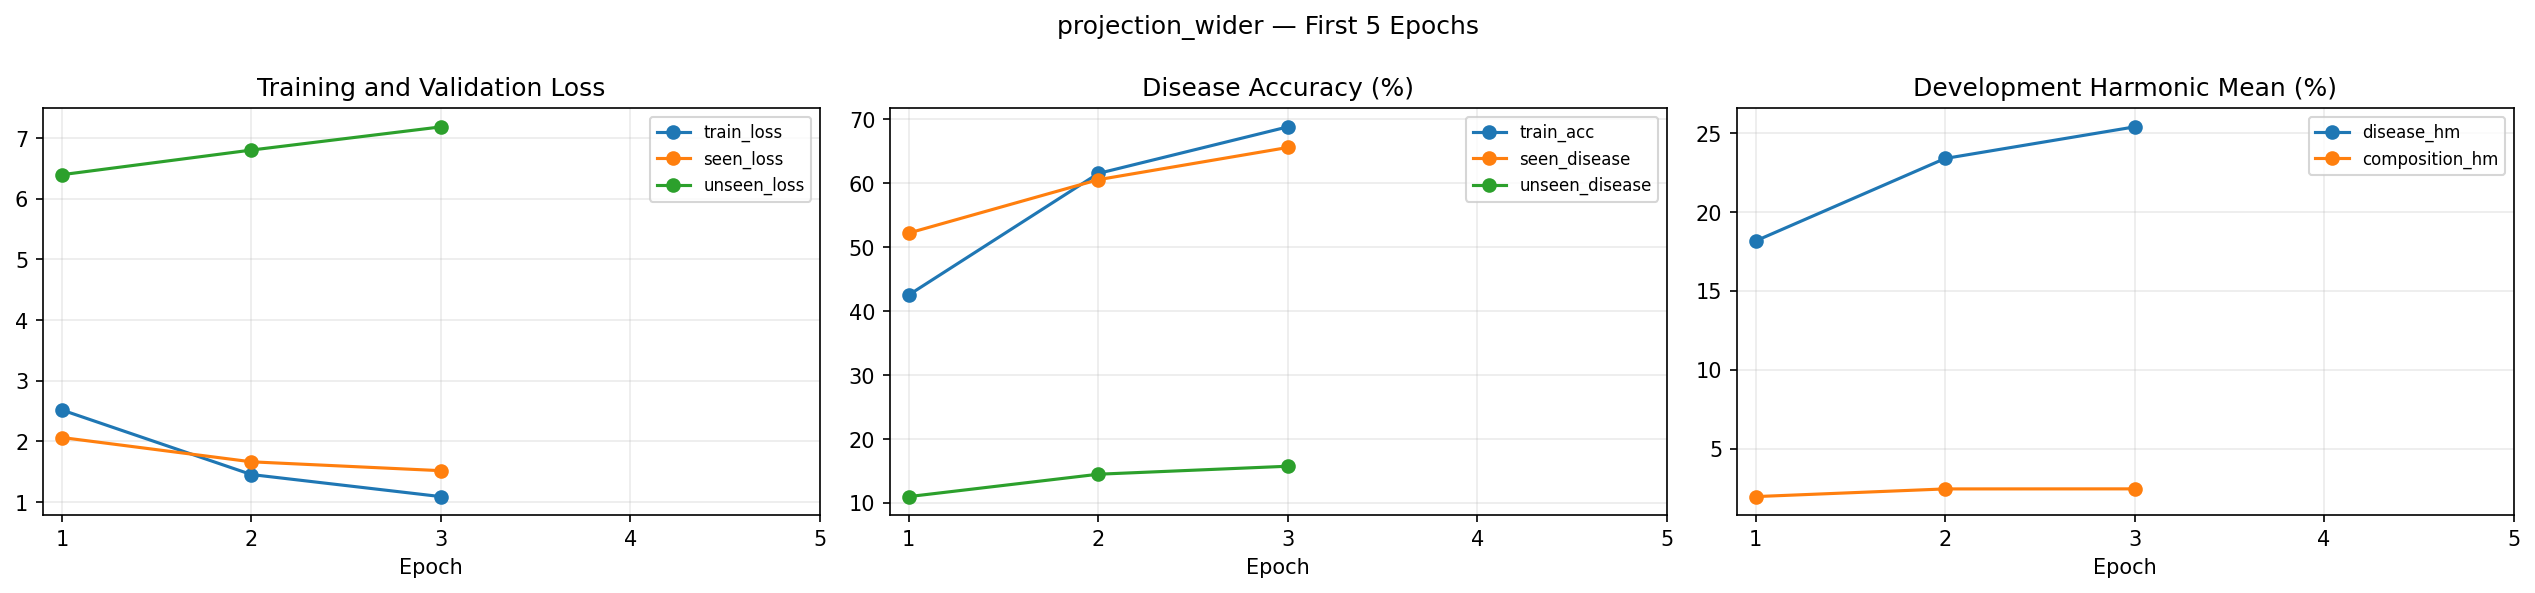 projection_wider — First 5 Epochs
Training and Validation Loss
7
6
5
4
3
2
1
train_loss
seen_loss
unseen_loss
1 2 3 4 5
Epoch
Disease Accuracy (%)
70
60
50
40
30
20
10
train_acc
seen_disease
unseen_disease
1 2 3 4 5
Epoch
Development Harmonic Mean (%)
25
20
15
10
5
disease_hm
composition_hm
1 2 3 4 5
Epoch